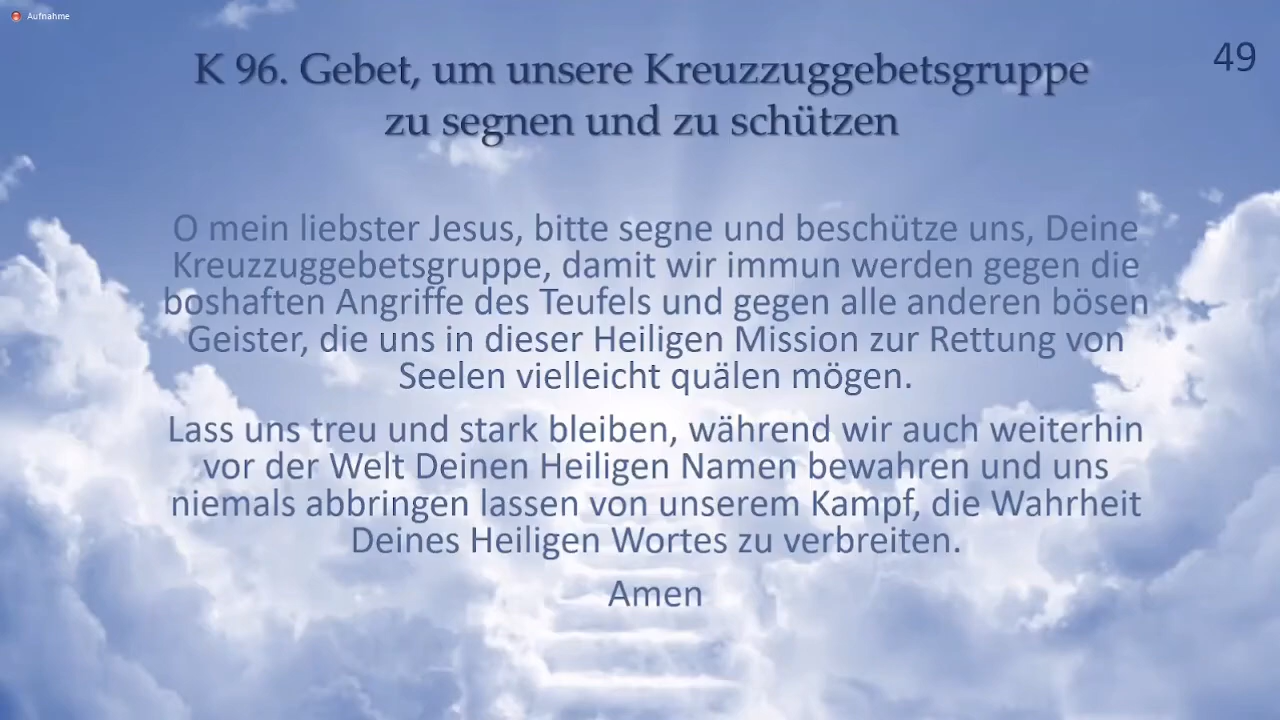 Aufnahme
K 96. Gebet, um unsere Kreuzzuggebetsgruppe
zu segnen und zu schützen
49
O mein liebster Jesus, bitte segne und beschütze uns, Deine
Kreuzzuggebetsgruppe, damit wir immun werden gegen die
boshaften Angriffe des Teufels und gegen alle anderen bösen
Geister, die uns in dieser Heiligen Mission zur Rettung von
Seelen vielleicht quälen mögen.
Lass uns treu und stark bleiben, während wir auch weiterhin
vor der Welt Deinen Heiligen Namen bewahren und uns
niemals abbringen lassen von unserem Kampf, die Wahrheit
Deines Heiligen Wortes zu verbreiten.
Amen